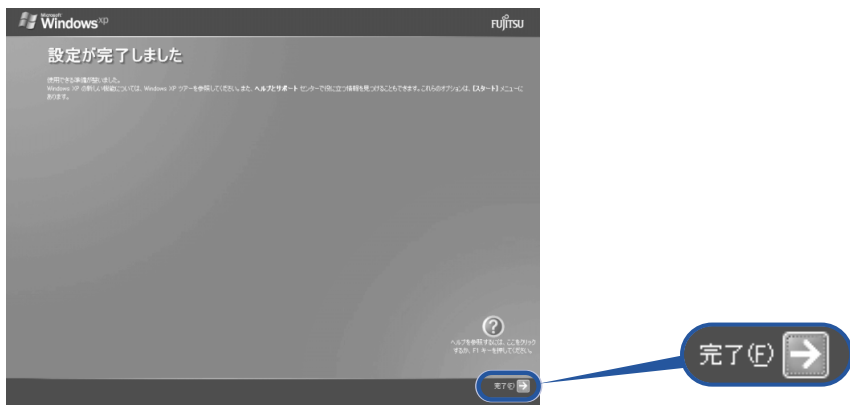 Microsoft
Windows xp
FUJITSU
設定が完了しました
使用できる準備が整いました。
Windows XP の新しい機能については、Windows XP ツアーを参照してください。また、ヘルプとサポート センターで役に立つ情報を見つけることもできます。これらのオプションは、[スタート] メニューに
あります。
ヘルプを参照するには、ここをクリック
するか、F1 キーを押してください。
完了(F)
完了(F)